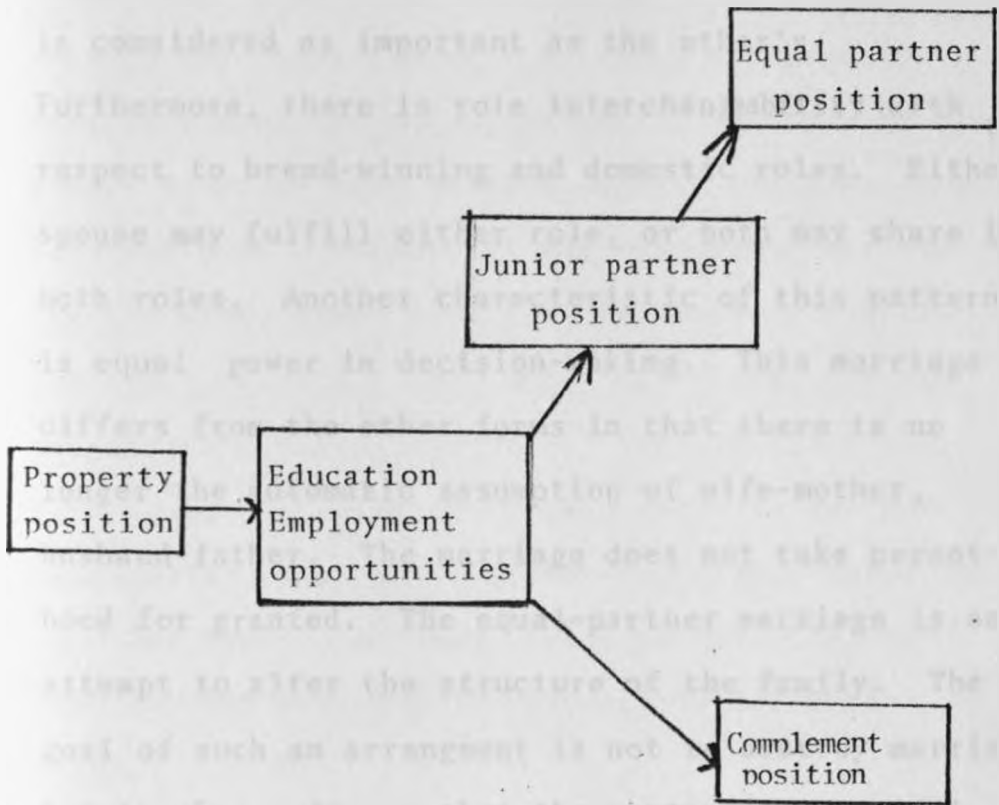 is considered as important as the other's.
Equal partner
position
Furthermore, there is role interchangability with
respect to bread-winning and domestic roles. Either
spouse may fulfill either role, or both may share in
Junior partner
position
both roles. Another characteristic of this pattern
is equal power in decision-making. This marriage
differs from the other forms in that there is no
Property
position
Education
Employment
opportunities
longer the automatic assumption of wife-mother,
husband-father. The marriage does not take parent-
hood for granted. The equal-partner marriage is an
attempt to alter the structure of the family. The
goal of such an arrangment is not
Complement
position